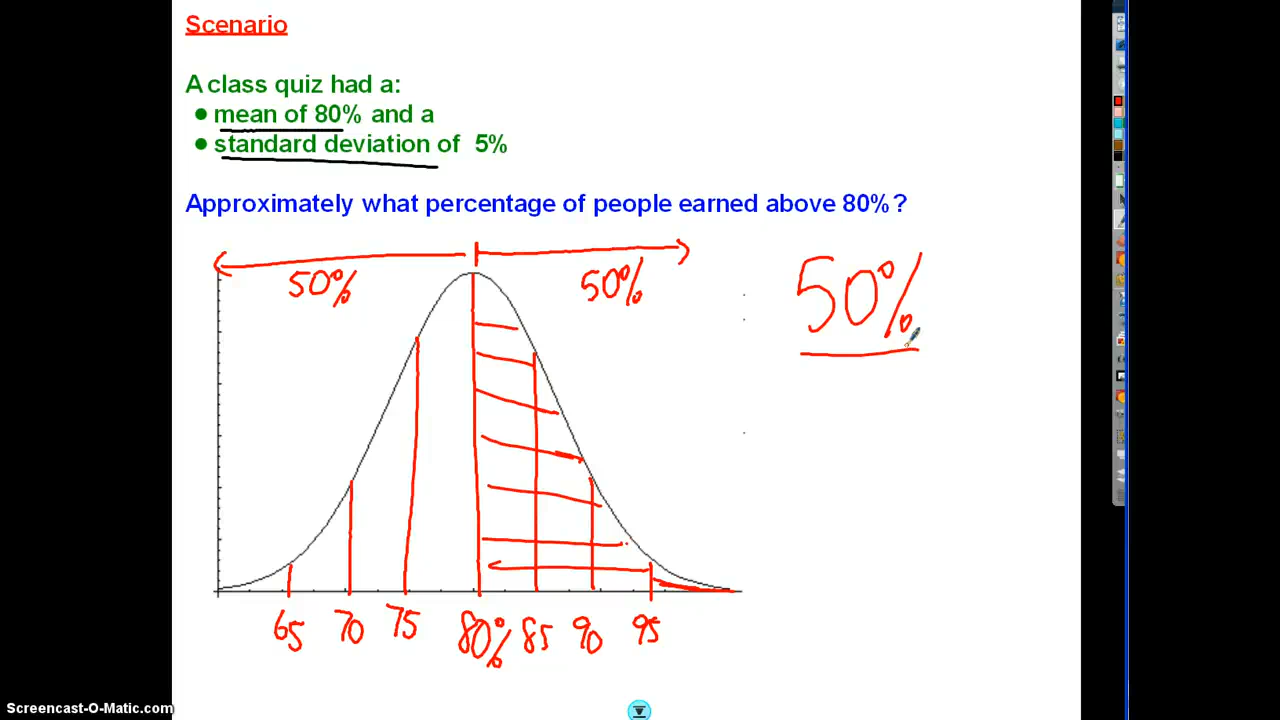 Scenario
A class quiz had a:
● mean of 80% and a
● standard deviation of 5%
Approximately what percentage of people earned above 80%?
50% 50%
50%
65 70 75 80% 85 90 95
Screencast-O-Matic.com